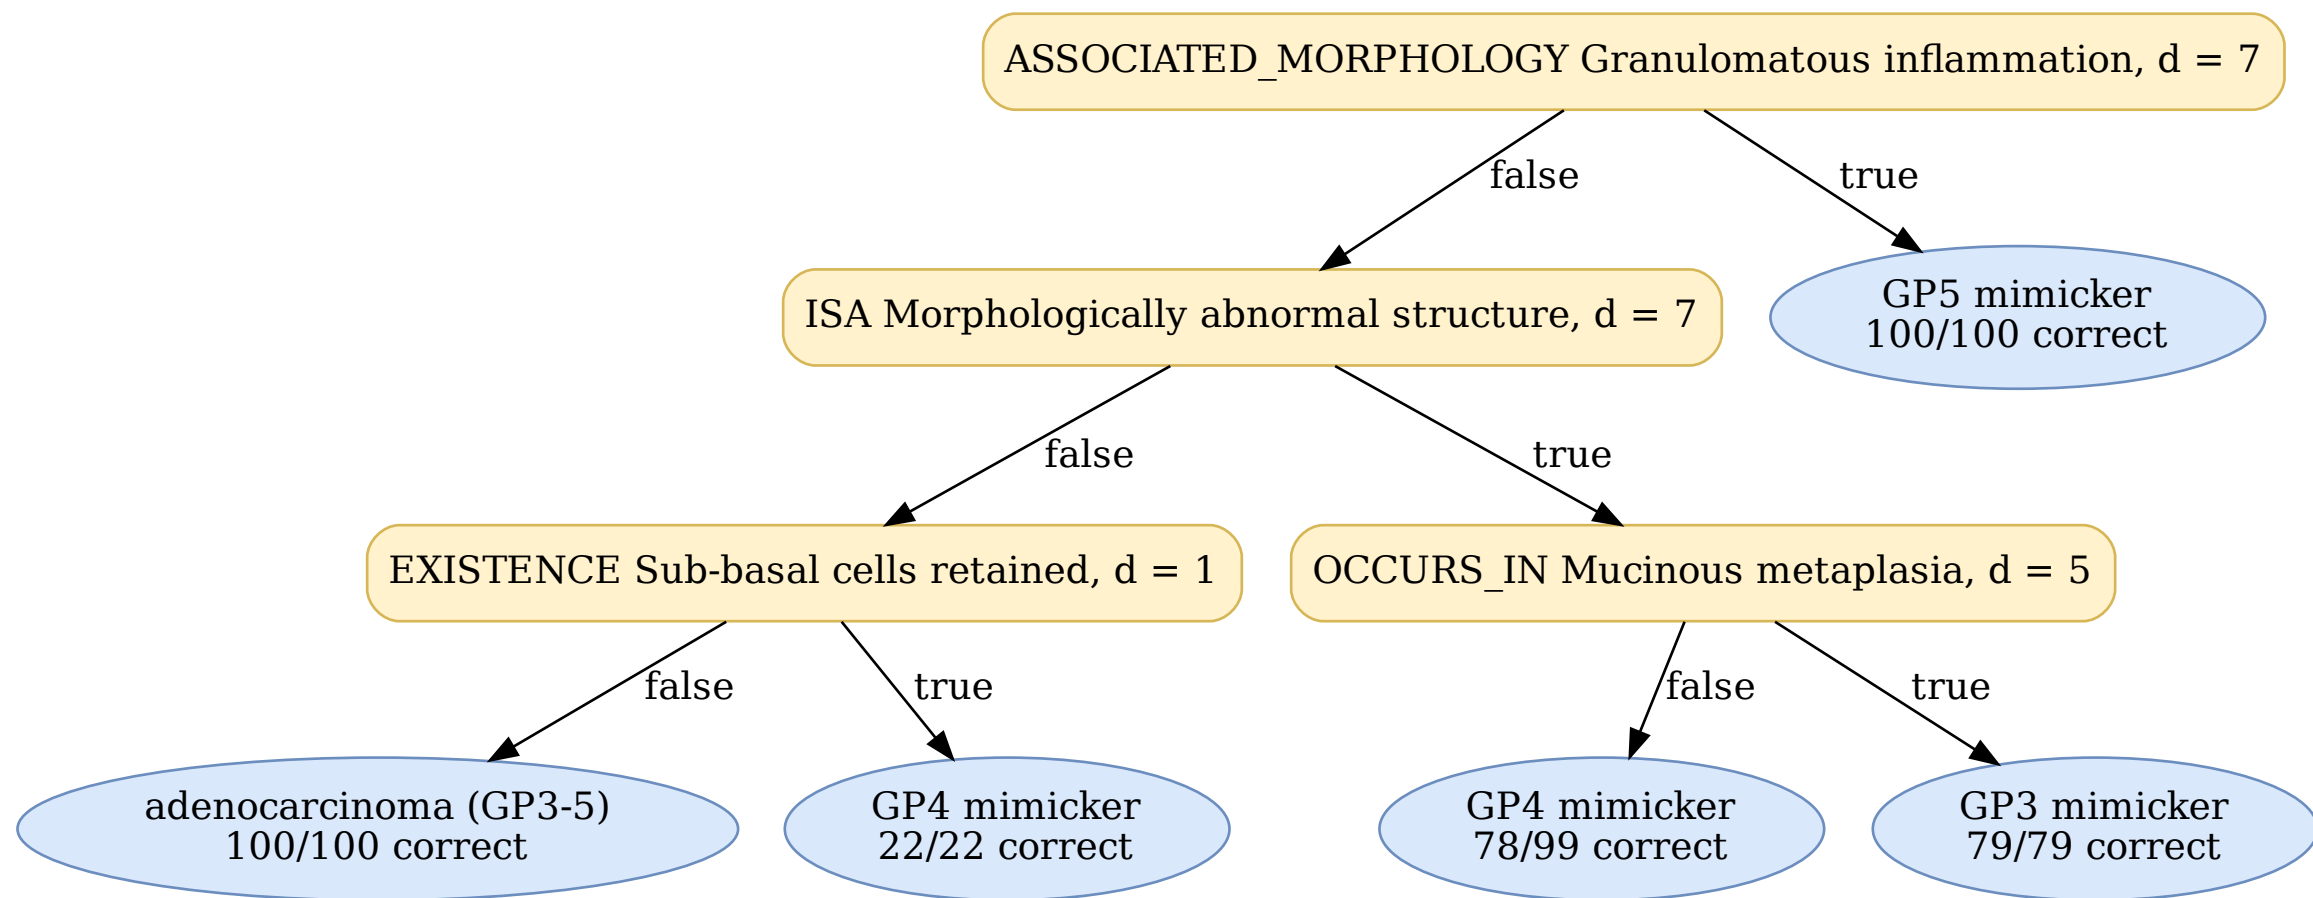 ASSOCIATED_MORPHOLOGY Granulomatous inflammation, d = 7
false
true
ISA Morphologically abnormal structure, d = 7
GP5 mimicker
100/100 correct
false
true
EXISTENCE Sub-basal cells retained, d = 1
OCCURS_IN Mucinous metaplasia, d = 5
false
true
false
true
adenocarcinoma (GP3-5)
100/100 correct
GP4 mimicker
22/22 correct
GP4 mimicker
78/99 correct
GP3 mimicker
79/79 correct